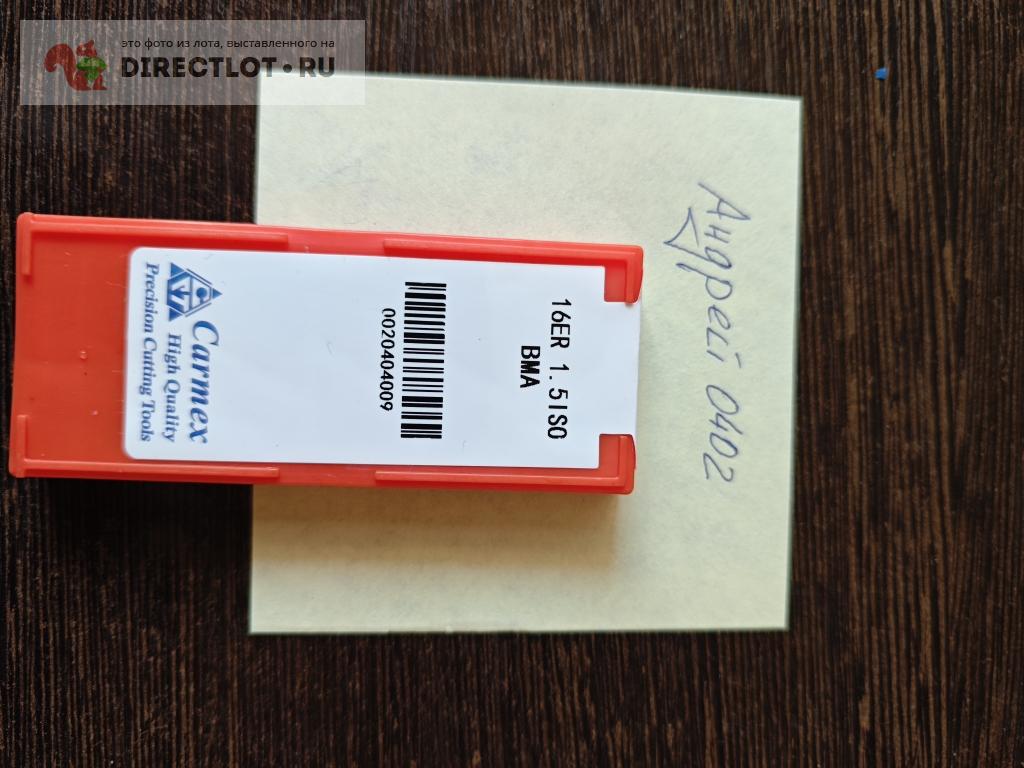 это фото из лота, выставленного на
DIRECTLOT•RU
16ER 1.5ISO
BMA
0020404009
Carmex
High Quality
Precision Cutting Tools
Андрей 0402